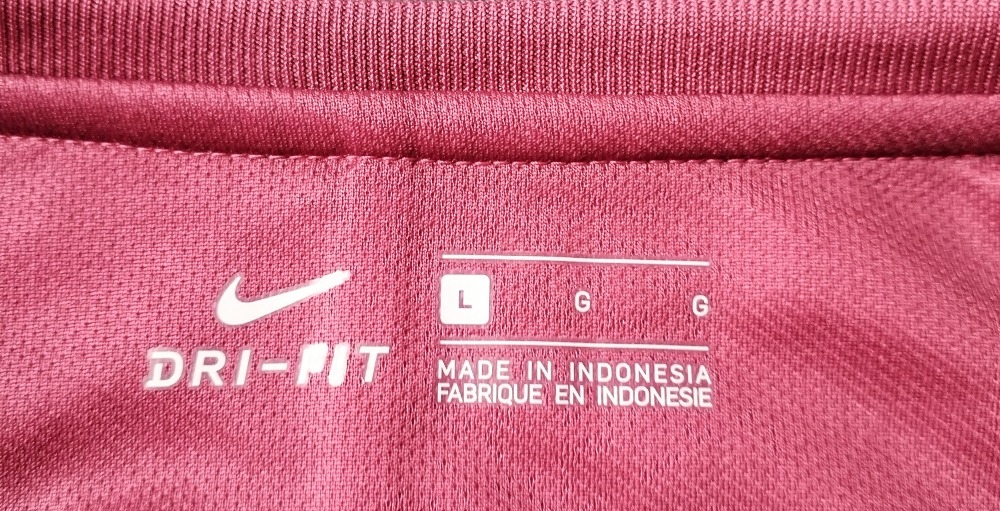 DRI-FIT
L G G
MADE IN INDONESIA
FABRIQUE EN INDONESIE